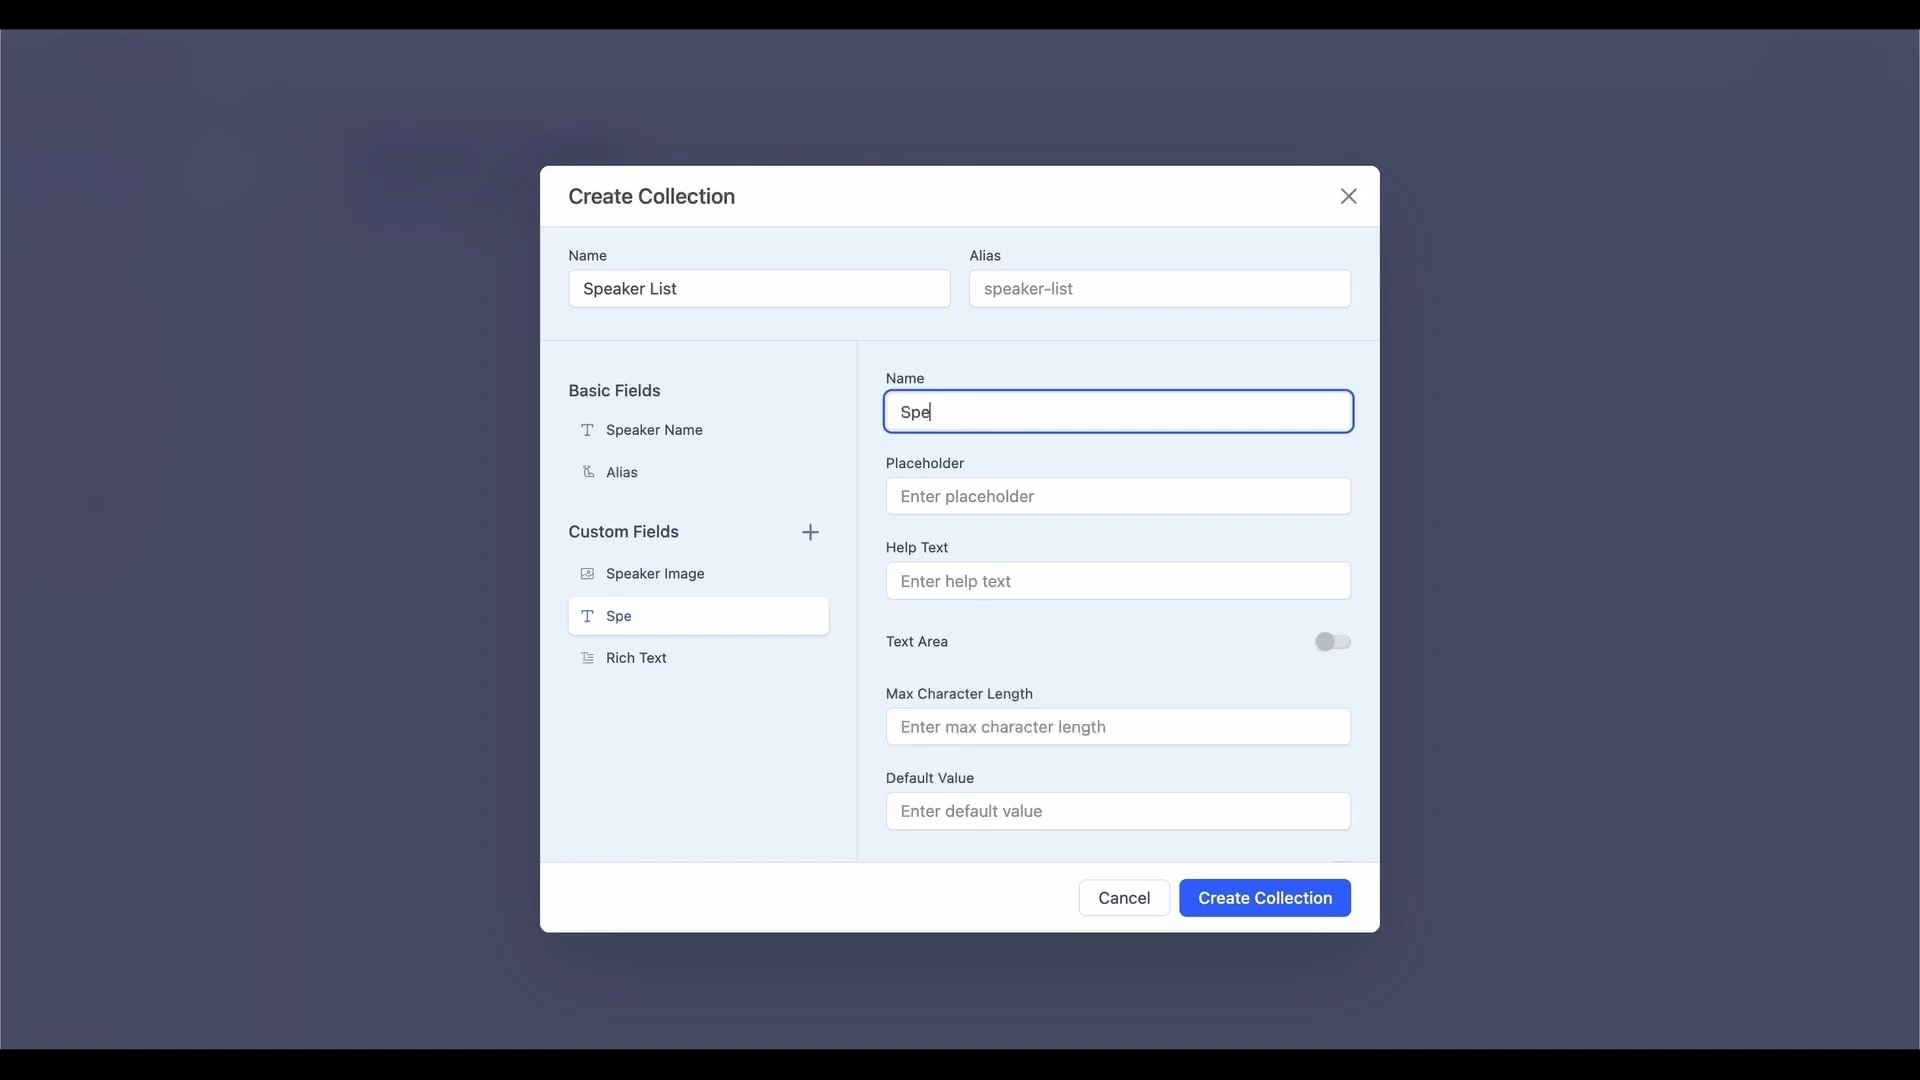 Create Collection
Name
Alias
Speaker List
speaker-list
Basic Fields
Speaker Name
Alias
Custom Fields
Speaker Image
Spe
Rich Text
Name
Spe
Placeholder
Enter placeholder
Help Text
Enter help text
Text Area
Max Character Length
Enter max character length
Default Value
Enter default value
Cancel
Create Collection